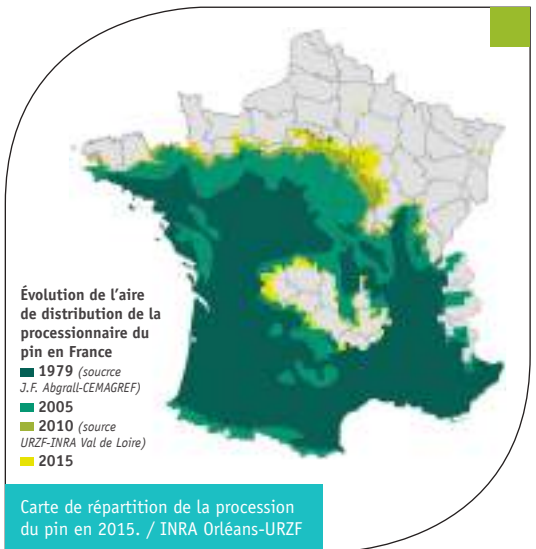 Évolution de l'aire
de distribution de la
processionnaire du
pin en France
1979 (soucrce
J.F. Abgrall-CEMAGREF)
2005
2010 (source
URZF-INRA Val de Loire)
2015
Carte de répartition de la procession
du pin en 2015. / INRA Orléans-URZF